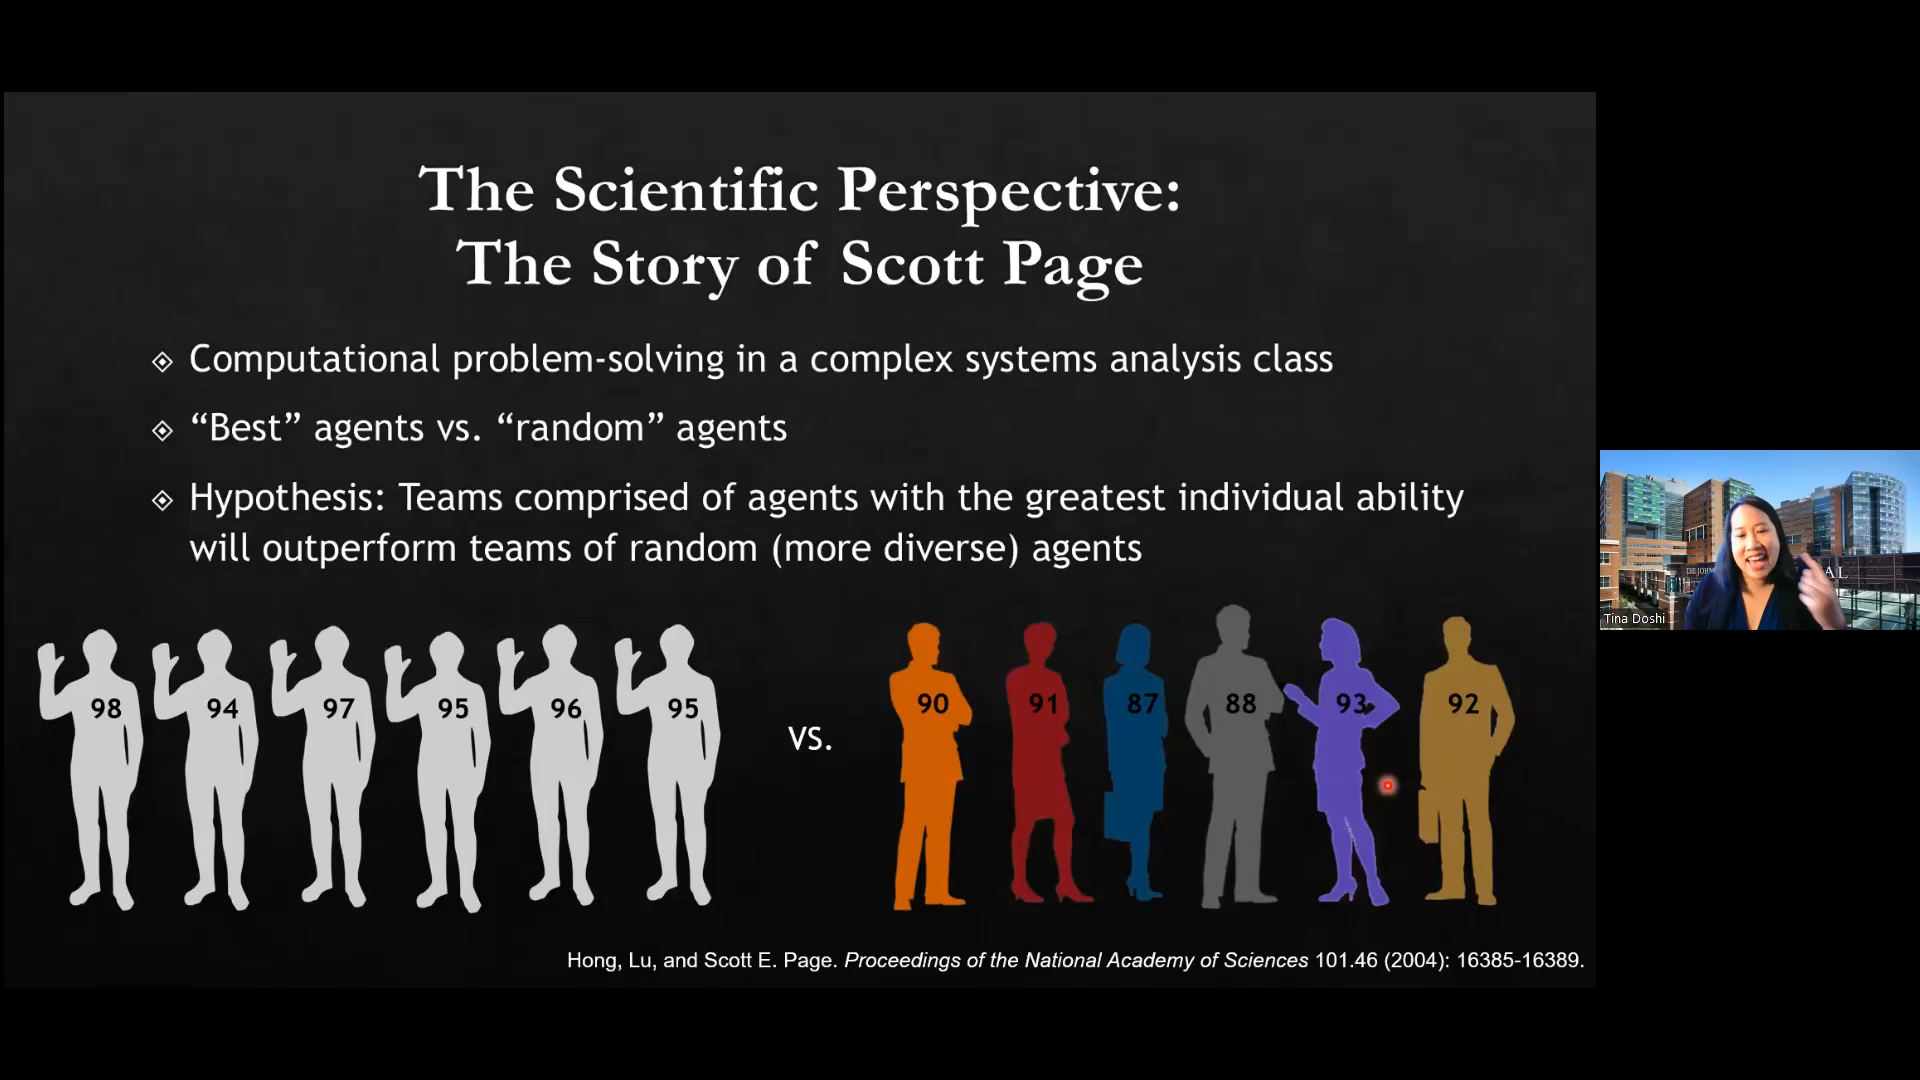 The Scientific Perspective:
The Story of Scott Page
Computational problem-solving in a complex systems analysis class
“Best” agents vs. “random” agents
Hypothesis: Teams comprised of agents with the greatest individual ability
will outperform teams of random (more diverse) agents
98 94 97 95 96 95 vs. 90 91 87 88 93 92
Hong, Lu, and Scott E. Page. Proceedings of the National Academy of Sciences 101.46 (2004): 16385-16389.
Tina Doshi